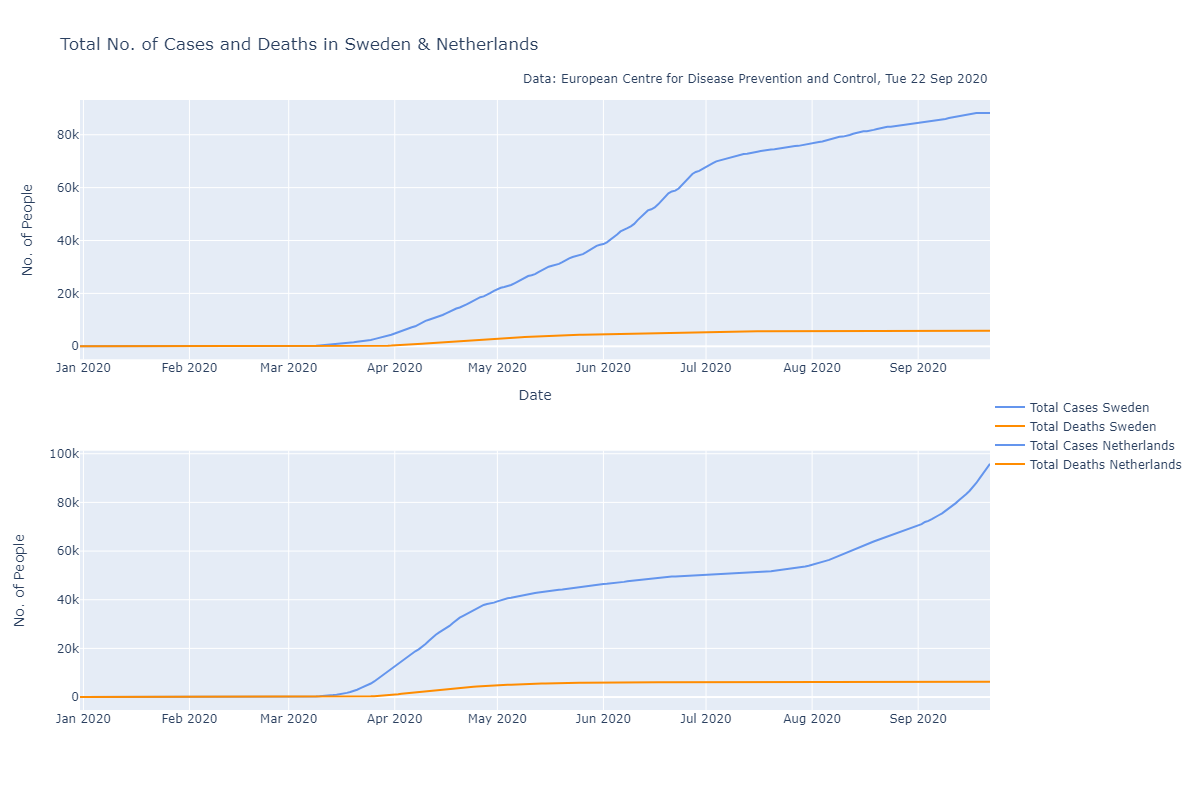 Total No. of Cases and Deaths in Sweden & Netherlands
Data: European Centre for Disease Prevention and Control, Tue 22 Sep 2020
No. of People
80k
60k
40k
20k
0
Jan 2020 Feb 2020 Mar 2020 Apr 2020 May 2020 Jun 2020 Jul 2020 Aug 2020 Sep 2020
Date
Total Cases Sweden
Total Deaths Sweden
Total Cases Netherlands
Total Deaths Netherlands
No. of People
100k
80k
60k
40k
20k
0
Jan 2020 Feb 2020 Mar 2020 Apr 2020 May 2020 Jun 2020 Jul 2020 Aug 2020 Sep 2020